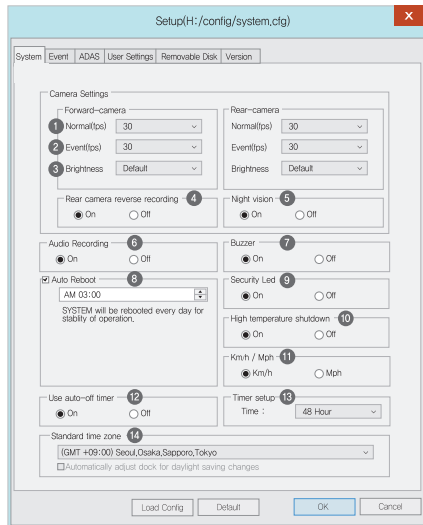 Setup(H:/config/system.cfg)
X
System Event ADAS User Settings Removable Disk Version
Camera Settings
Forward-camera
1 Normal(fps) 30
2 Event(fps) 30
3 Brightness Default
Rear-camera
Normal(fps) 30
Event(fps) 30
Brightness Default
Rear camera reverse recording 4
On Off
Night vision 5
On Off
Audio Recording 6
On Off
Buzzer 7
On Off
Auto Reboot 8
AM 03:00
SYSTEM will be rebooted every day for
stablity of operation.
Security Led 9
On Off
High temperature shutdown 10
On Off
Km/h / Mph 11
Km/h Mph
Use auto-off timer 12
On Off
Timer setup 13
Time : 48 Hour
Standard time zone 14
(GMT +09:00) Seoul,Osaka,Sapporo,Tokyo
Automatically adjust dock for daylight saving changes
Load Config Default OK Cancel